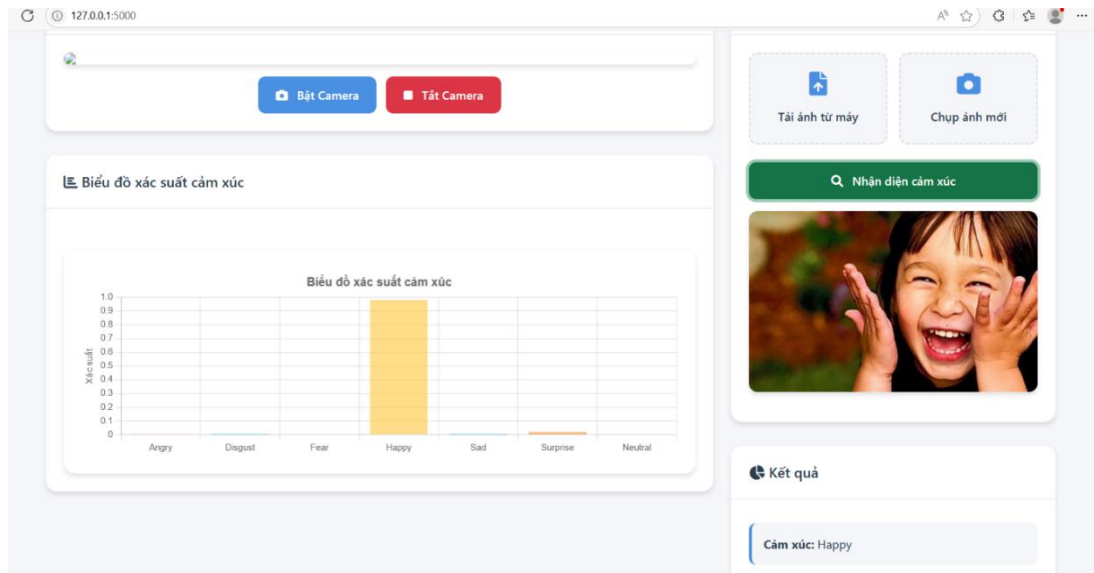 127.0.0.1:5000
Bật Camera
Tắt Camera
Biểu đồ xác suất cảm xúc
Biểu đồ xác suất cảm xúc
Xác suất
1.0
0.9
0.8
0.7
0.6
0.5
0.4
0.3
0.2
0.1
0
Angry Disgust Fear Happy Sad Surprise Neutral
Tải ảnh từ máy
Chụp ảnh mới
Nhận diện cảm xúc
Kết quả
Cảm xúc: Happy